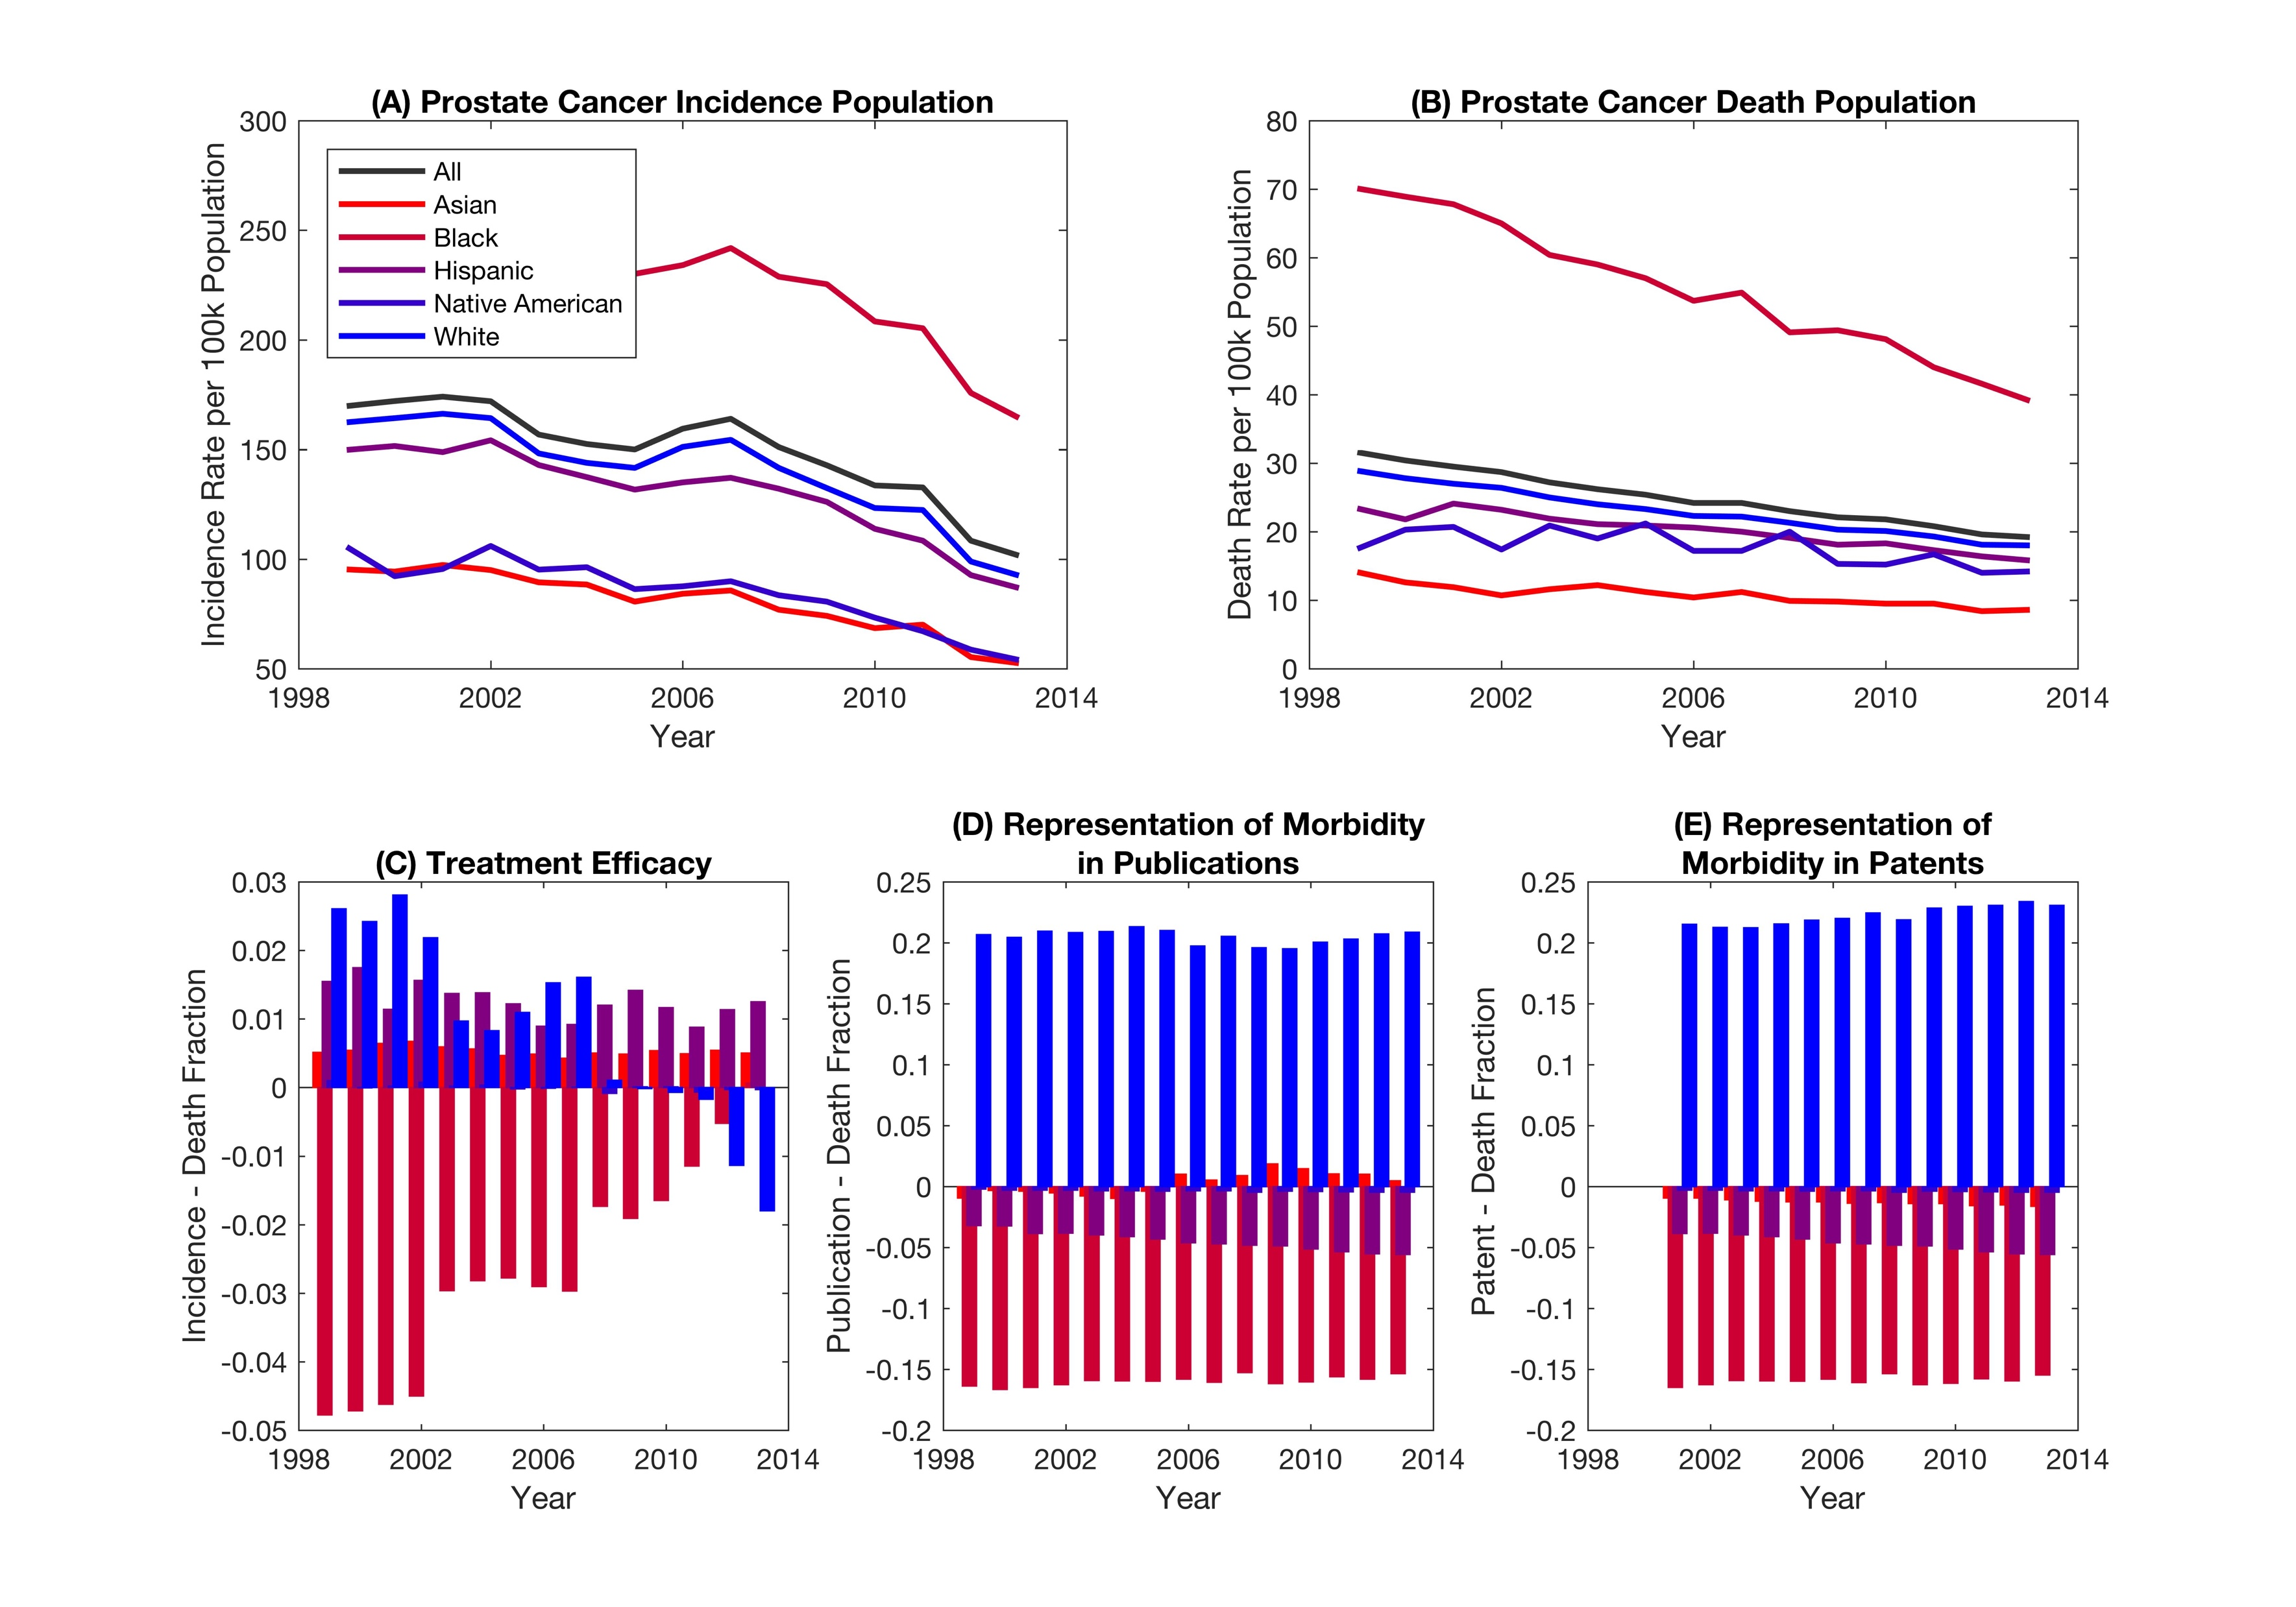 (A) Prostate Cancer Incidence Population
300
250
200
150
100
50
Incidence Rate per 100k Population
All
Asian
Black
Hispanic
Native American
White
1998 2002 2006 2010 2014
Year
(B) Prostate Cancer Death Population
80
70
60
50
40
30
20
10
0
Death Rate per 100k Population
1998 2002 2006 2010 2014
Year
(C) Treatment Efficacy
0.03
0.02
0.01
0
-0.01
-0.02
-0.03
-0.04
-0.05
Incidence - Death Fraction
1998 2002 2006 2010 2014
Year
(D) Representation of Morbidity
in Publications
0.25
0.2
0.15
0.1
0.05
0
-0.05
-0.1
-0.15
-0.2
Publication - Death Fraction
1998 2002 2006 2010 2014
Year
(E) Representation of
Morbidity in Patents
0.25
0.2
0.15
0.1
0.05
0
-0.05
-0.1
-0.15
-0.2
Patent - Death Fraction
1998 2002 2006 2010 2014
Year